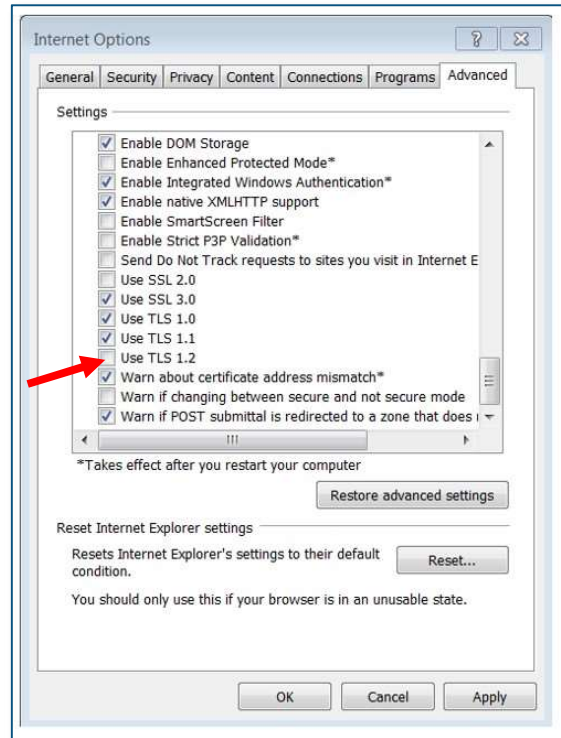 Internet Options
General Security Privacy Content Connections Programs Advanced
Settings
Enable DOM Storage
Enable Enhanced Protected Mode*
Enable Integrated Windows Authentication*
Enable native XMLHTTP support
Enable SmartScreen Filter
Enable Strict P3P Validation*
Send Do Not Track requests to sites you visit in Internet E
Use SSL 2.0
Use SSL 3.0
Use TLS 1.0
Use TLS 1.1
Use TLS 1.2
Warn about certificate address mismatch*
Warn if changing between secure and not secure mode
Warn if POST submittal is redirected to a zone that does
*Takes effect after you restart your computer
Restore advanced settings
Reset Internet Explorer settings
Resets Internet Explorer's settings to their default
condition.
Reset...
You should only use this if your browser is in an unusable state.
OK Cancel Apply